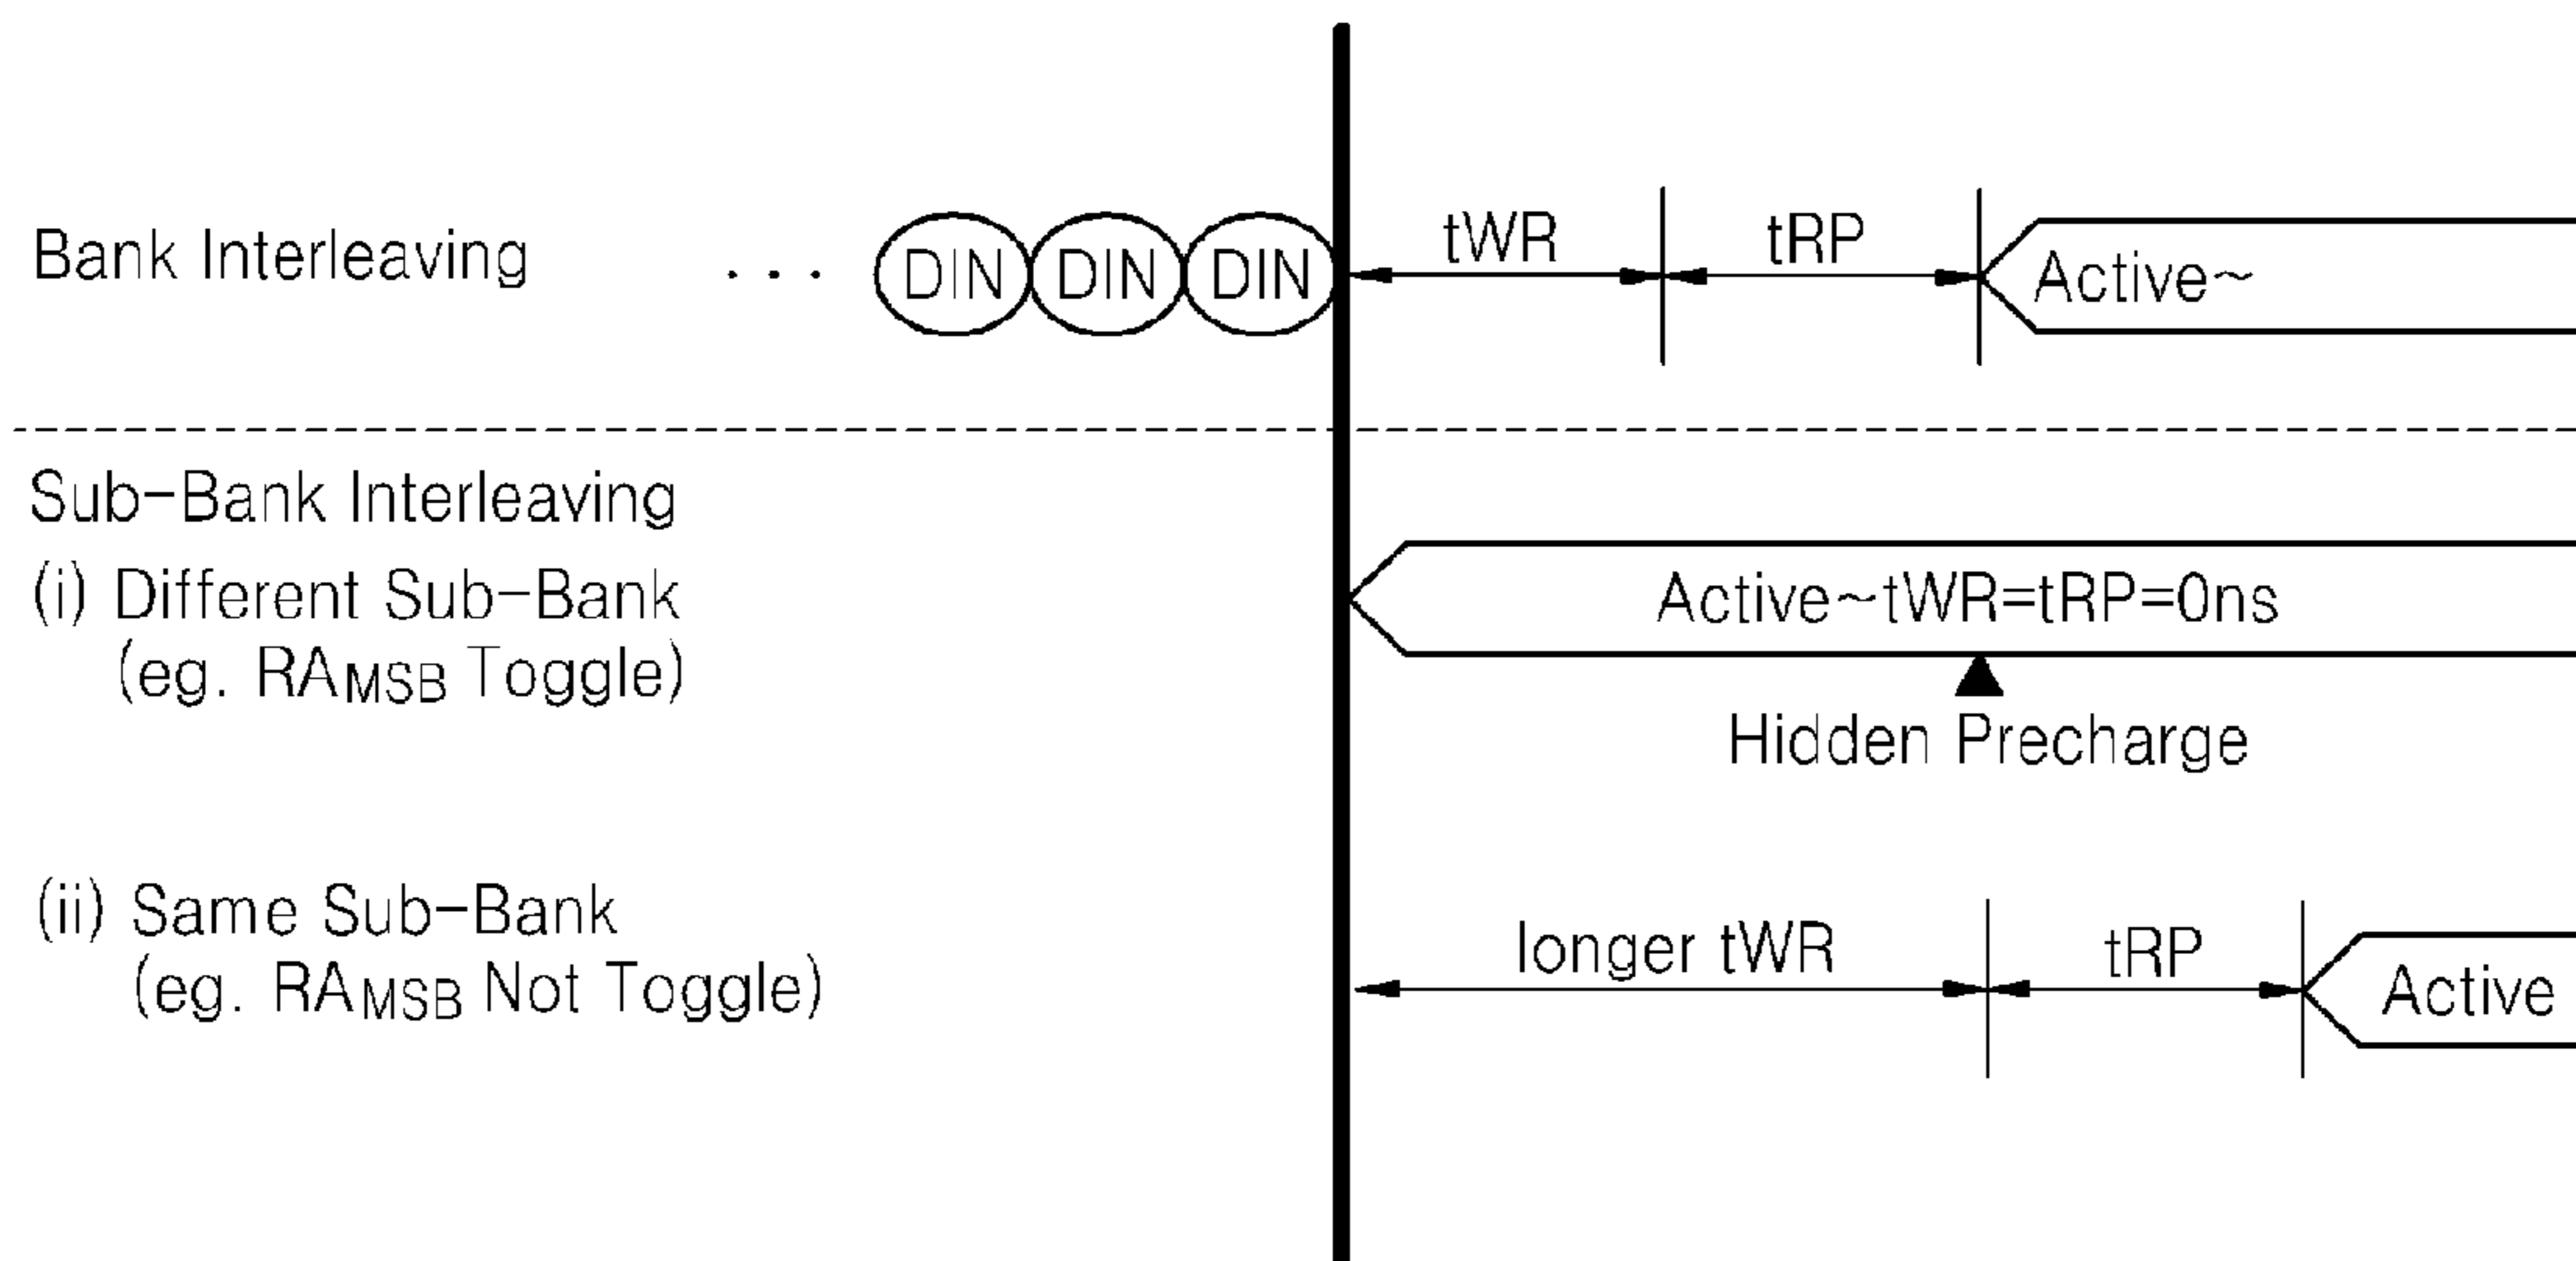 Bank Interleaving ... DIN DIN DIN tWR tRP Active~
Sub-Bank Interleaving
(i) Different Sub-Bank
(eg. RAMSB Toggle)
Active~tWR=tRP=0ns
Hidden Precharge
(ii) Same Sub-Bank
(eg. RAMSB Not Toggle)
longer tWR tRP Active